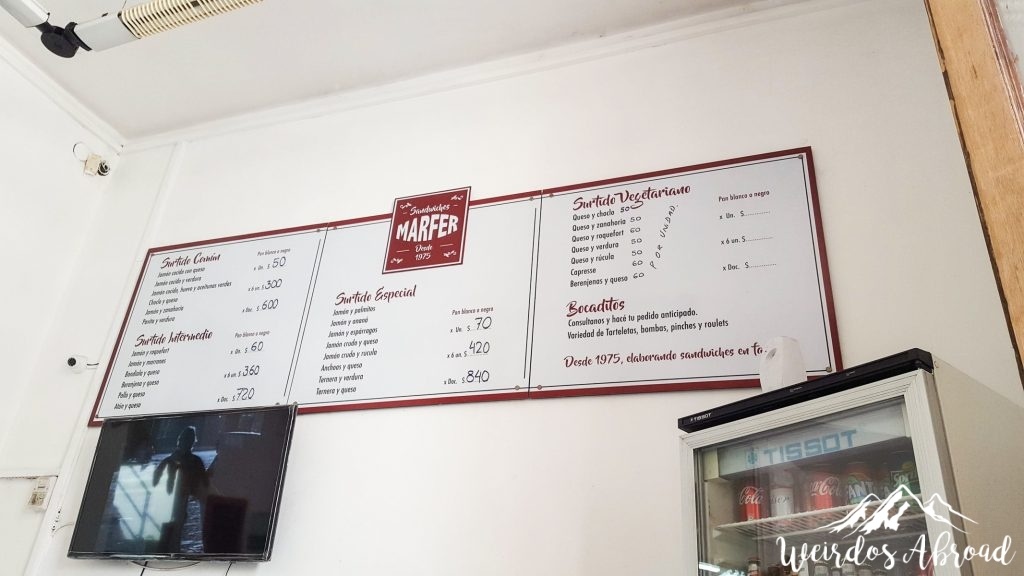 Sandwiches
MARFER
Desde
1975
Surtido Común
Pan blanco o negro
Jamón cocido con queso
Jamón cocido y verdura
Jamón cocido, huevo y aceitunas verdes
Choclo y queso
Jamón y zanahoria
Pavita y verdura
x Un. $ 50
x 6 un. $ 300
x Doc. $ 600
Surtido Intermedio
Pan blanco o negro
Jamón y roquefort
Jamón y morrones
Bondiola y queso
Berenjena y queso
Pollo y queso
Atún y queso
x Un. $ 60
x 6 un. $ 360
x Doc. $ 720
Surtido Especial
Pan blanco o negro
Jamón y palmitos
Jamón y ananá
Jamón y espárragos
Jamón crudo y queso
Jamón crudo y rucula
Anchoas y queso
Ternera y verdura
Ternera y queso
x Un. $ 70
x 6 un. $ 420
x Doc. $ 840
Surtido Vegetariano
Pan blanco o negro
Queso y choclo 50
Queso y zanahoria 50
Queso y roquefort 60
Queso y verdura 50
Queso y rúcula 50
Capresse 60
Berenjenas y queso 60
POR UNIDAD
x Un. $............
x 6 un. $............
x Doc. $............
Bocaditos
Consultanos y hacé tu pedido anticipado.
Variedad de Tarteletas, bombas, pinches y roulets
Desde 1975, elaborando sandwiches en
TISSOT
TISSOT
Coca-Cola
Weirdos Abroad